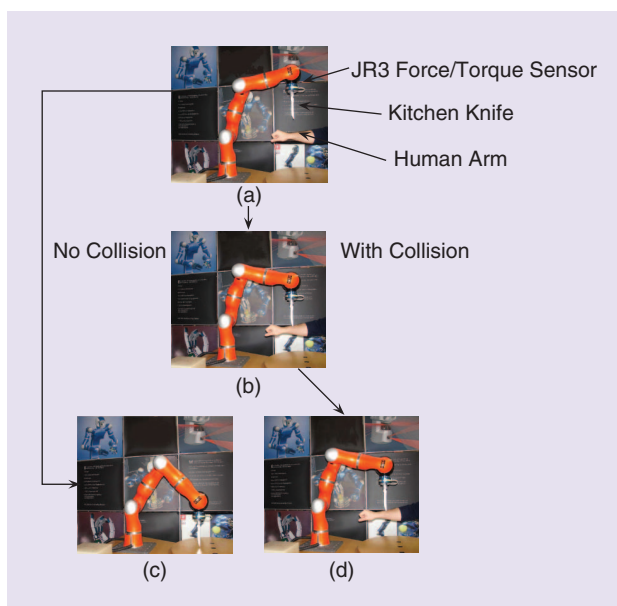 JR3 Force/Torque Sensor
Kitchen Knife
Human Arm
(a)
No Collision
With Collision
(b)
(c)
(d)